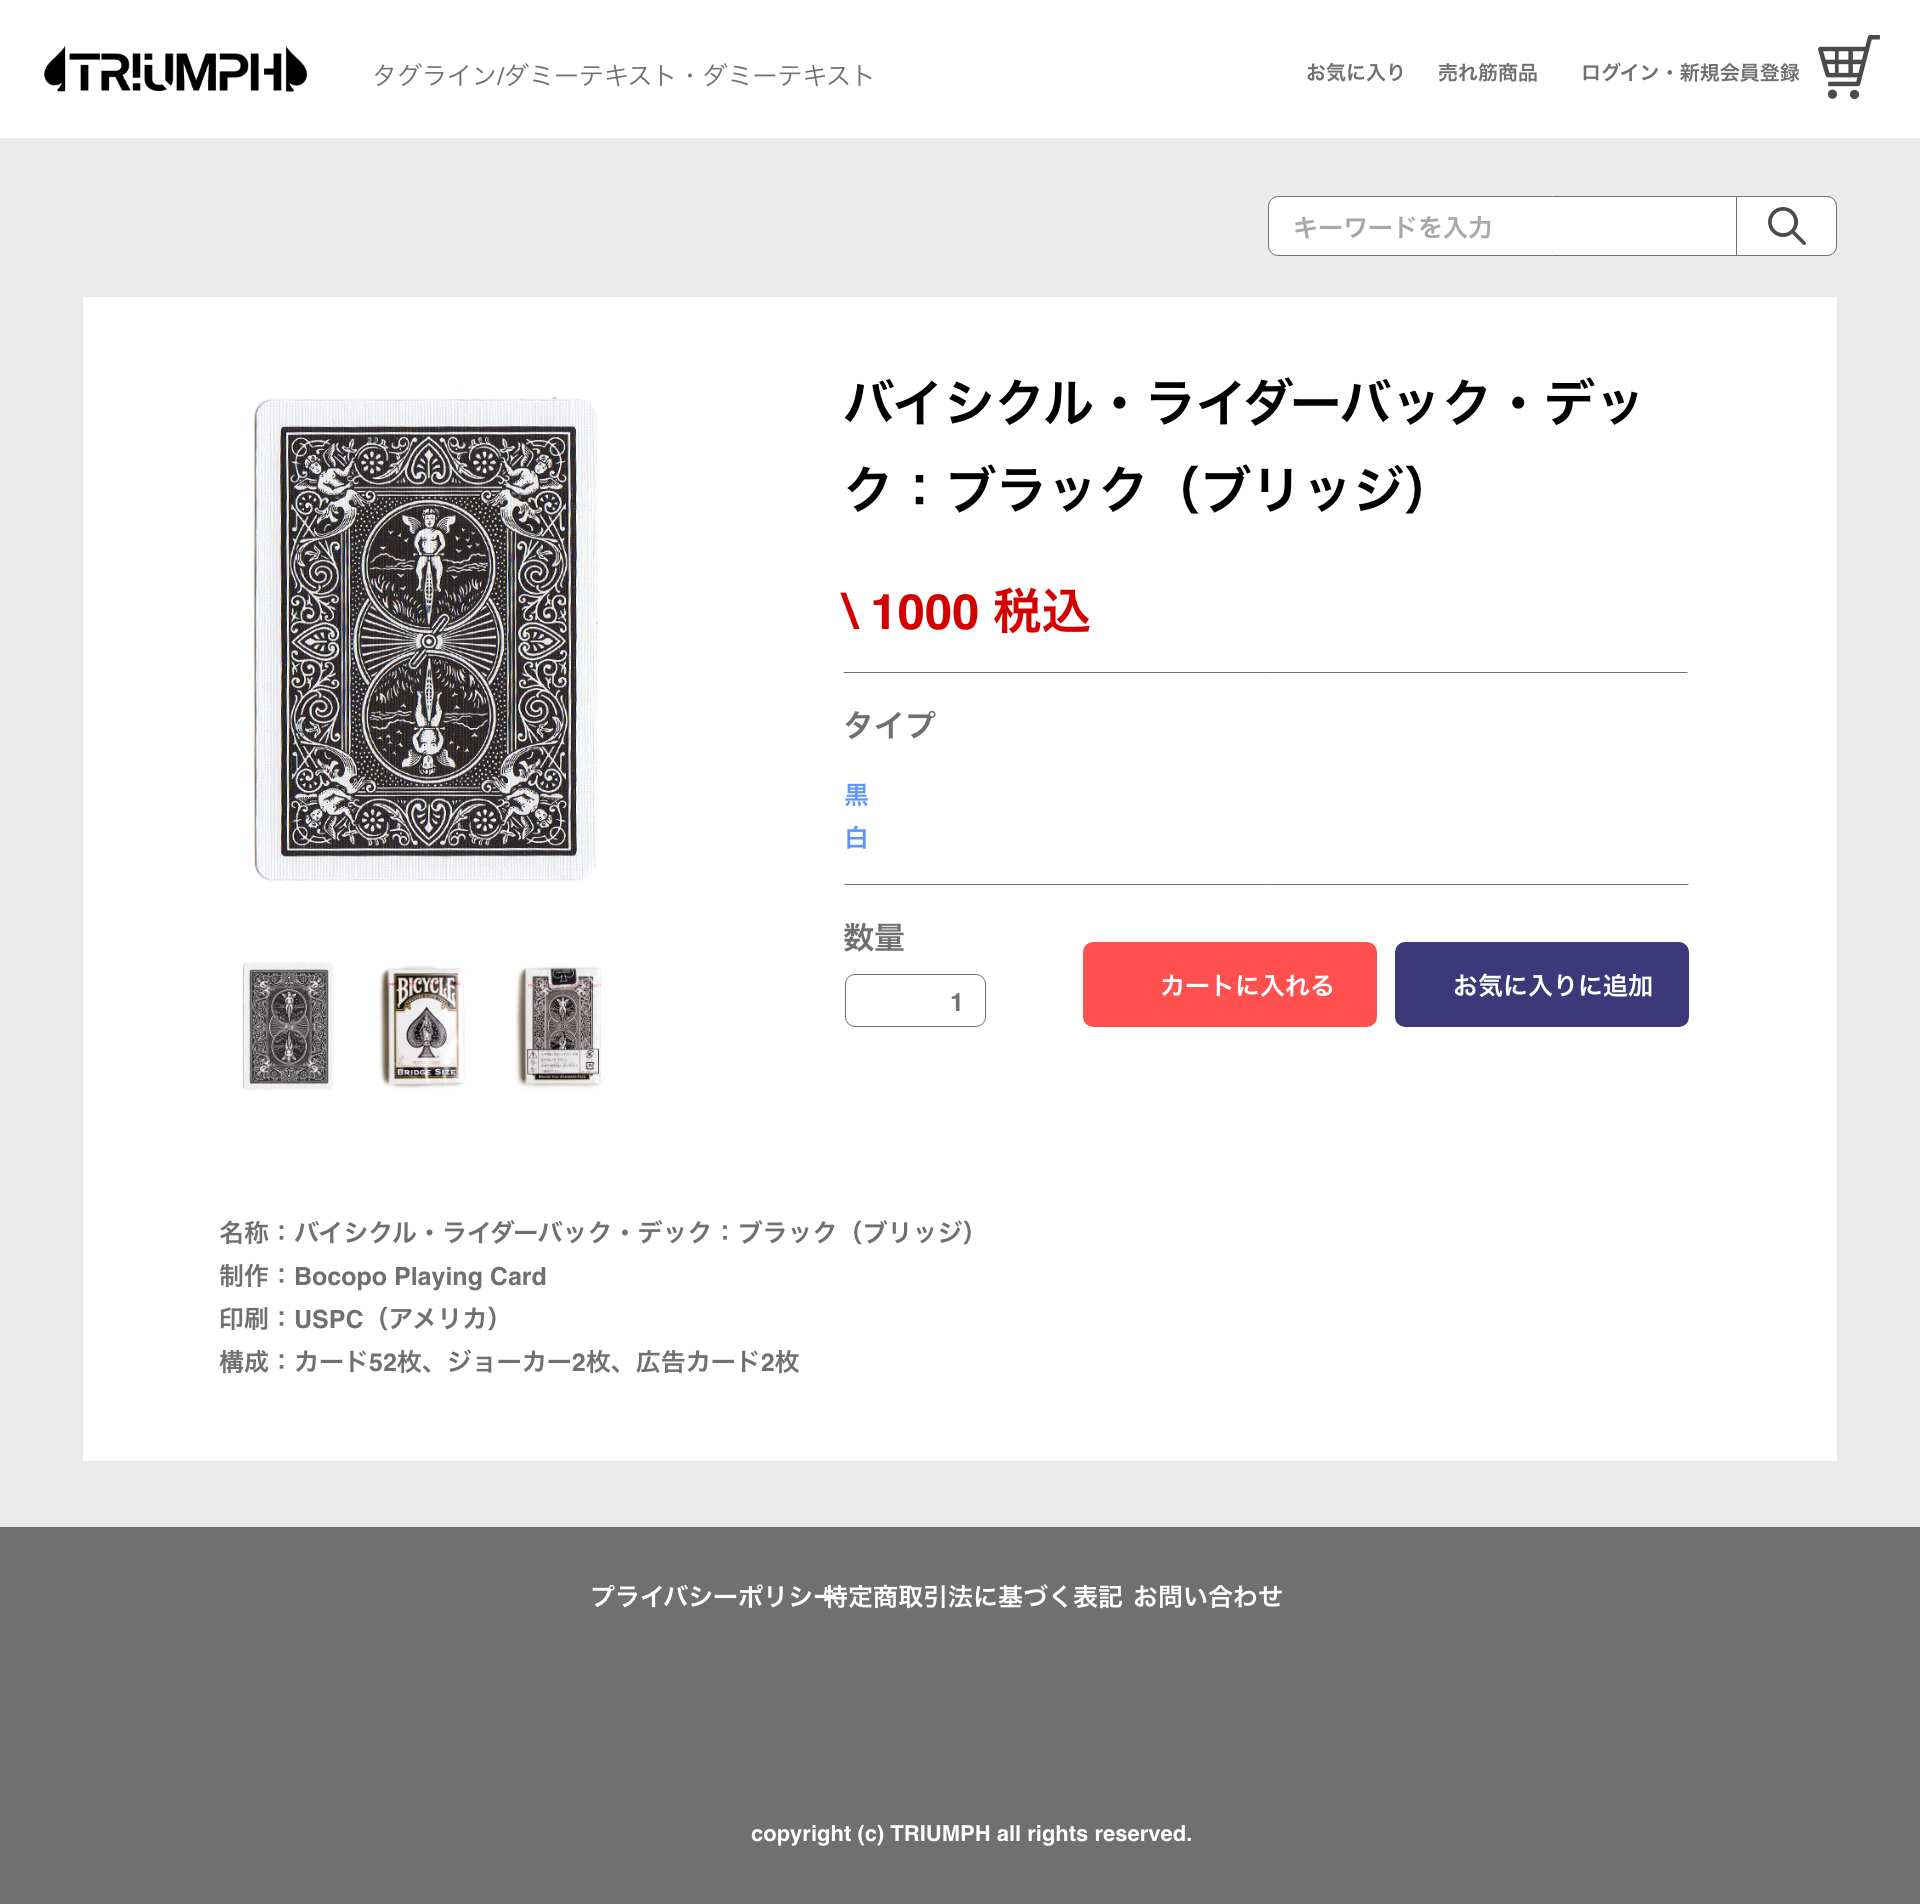 TRIUMPH
タグライン/ダミーテキスト・ダミーテキスト
お気に入り
売れ筋商品
ログイン・新規会員登録
キーワードを入力
バイシクル・ライダーバック・デッ
ク：ブラック（ブリッジ）
\ 1000 税込
タイプ
黒
白
数量
1
カートに入れる
お気に入りに追加
BICYCLE
BRIDGE SIZE
名称：バイシクル・ライダーバック・デック：ブラック（ブリッジ）
制作：Bocopo Playing Card
印刷：USPC（アメリカ）
構成：カード52枚、ジョーカー2枚、広告カード2枚
プライバシーポリシー
特定商取引法に基づく表記
お問い合わせ
copyright (c) TRIUMPH all rights reserved.